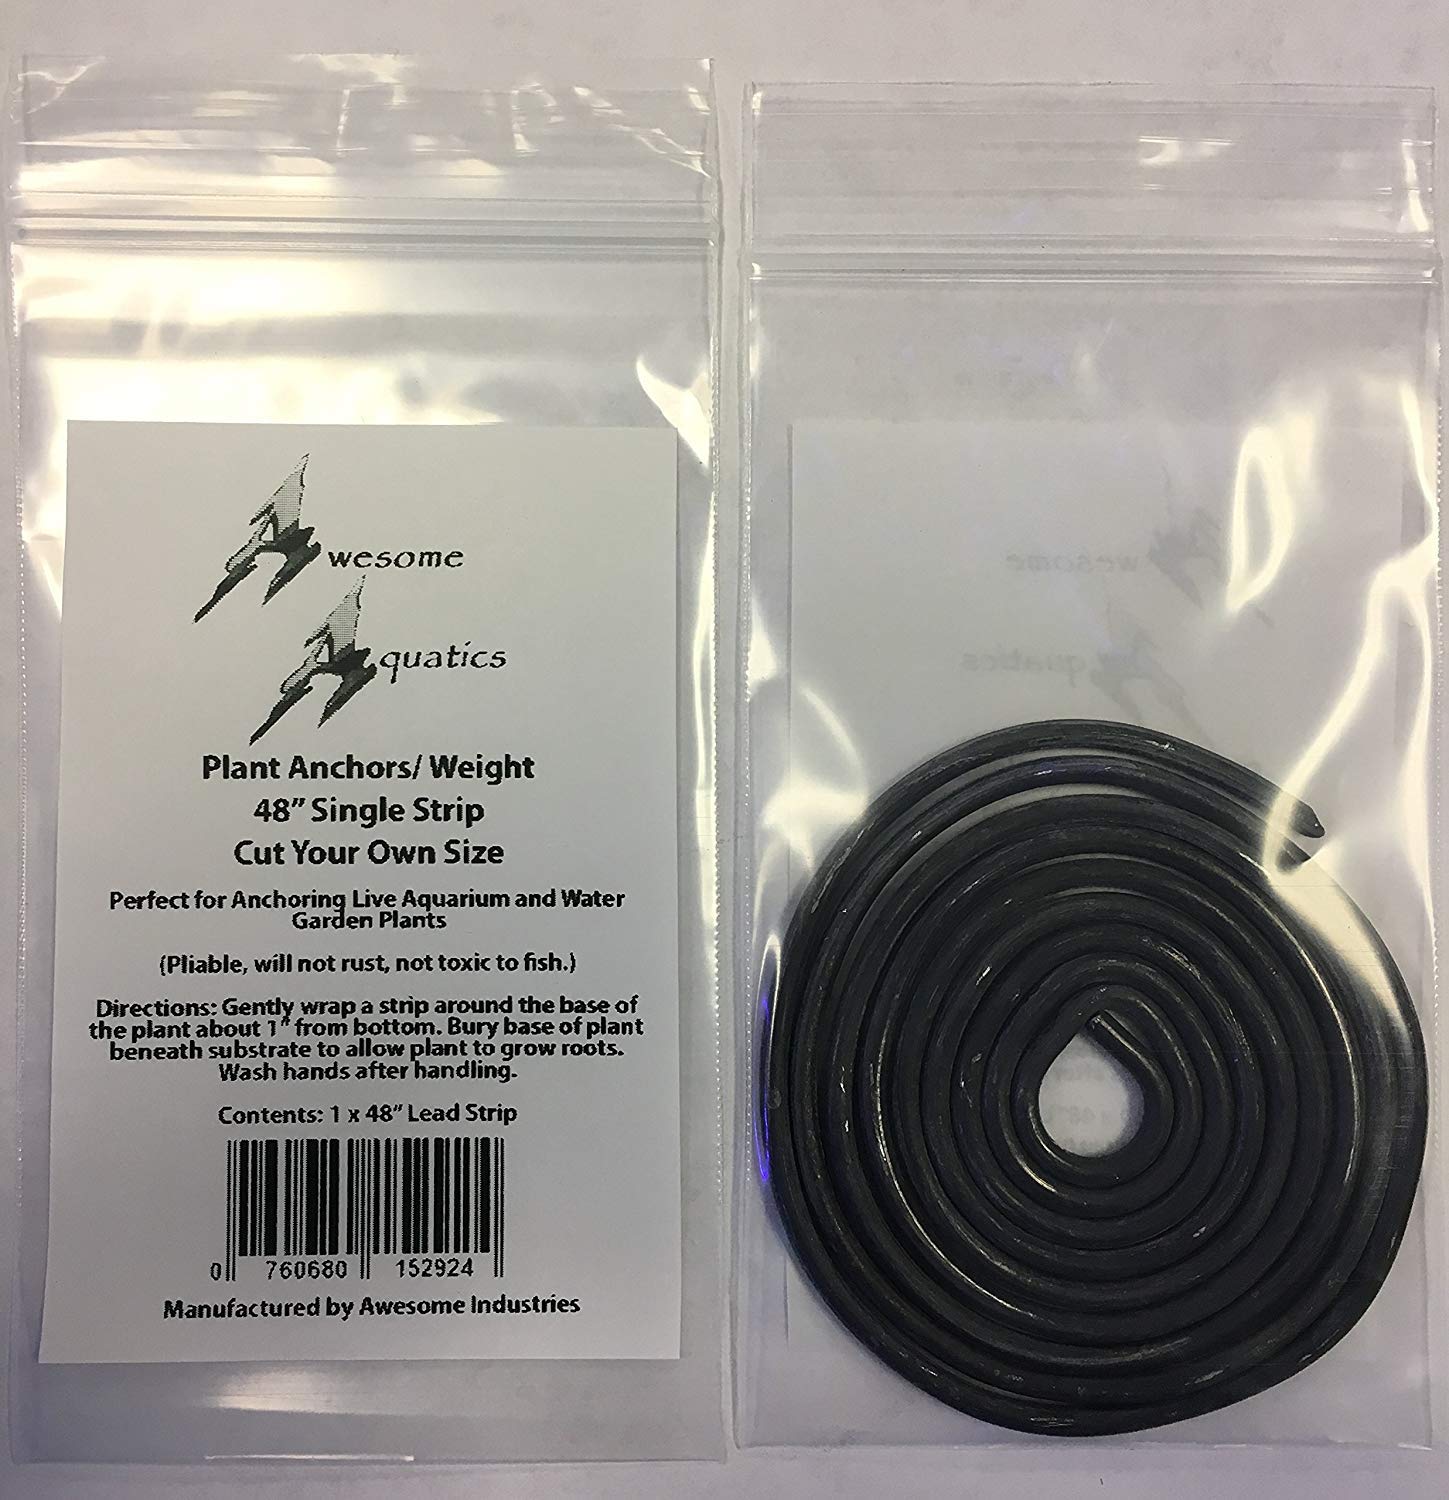 Awesome
Aquatics
Plant Anchors/ Weight
48" Single Strip
Cut Your Own Size
Perfect for Anchoring Live Aquarium and Water
Garden Plants
(Pliable, will not rust, not toxic to fish.)
Directions: Gently wrap a strip around the base of
the plant about 1" from bottom. Bury base of plant
beneath substrate to allow plant to grow roots.
Wash hands after handling.
Contents: 1 x 48" Lead Strip
0 760680 152924
Manufactured by Awesome Industries
wesome
quatics